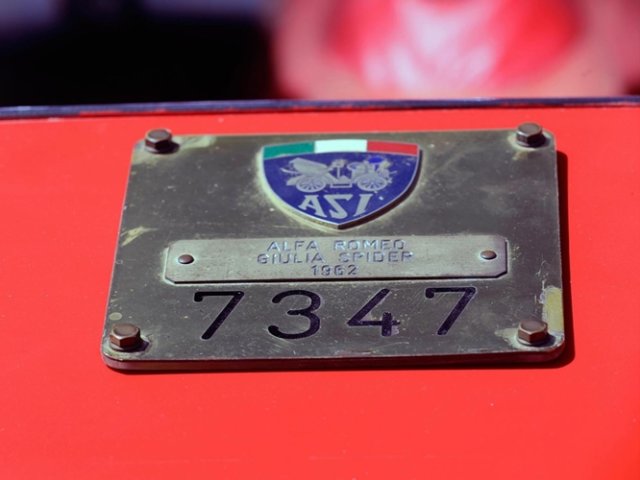 ASI
ALFA ROMEO
GIULIA SPIDER
1962
7347